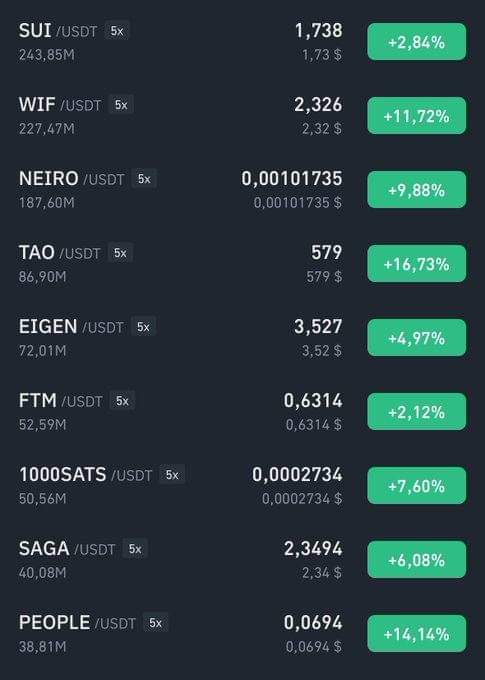 SUI /USDT 5x 1,738 +2,84%
243,85M 1,73 $
WIF /USDT 5x 2,326 +11,72%
227,47M 2,32 $
NEIRO /USDT 5x 0,00101735 +9,88%
187,60M 0,00101735 $
TAO /USDT 5x 579 +16,73%
86,90M 579 $
EIGEN /USDT 5x 3,527 +4,97%
72,01M 3,52 $
FTM /USDT 5x 0,6314 +2,12%
52,59M 0,6314 $
1000SATS /USDT 5x 0,0002734 +7,60%
50,56M 0,0002734 $
SAGA /USDT 5x 2,3494 +6,08%
40,08M 2,34 $
PEOPLE /USDT 5x 0,0694 +14,14%
38,81M 0,0694 $